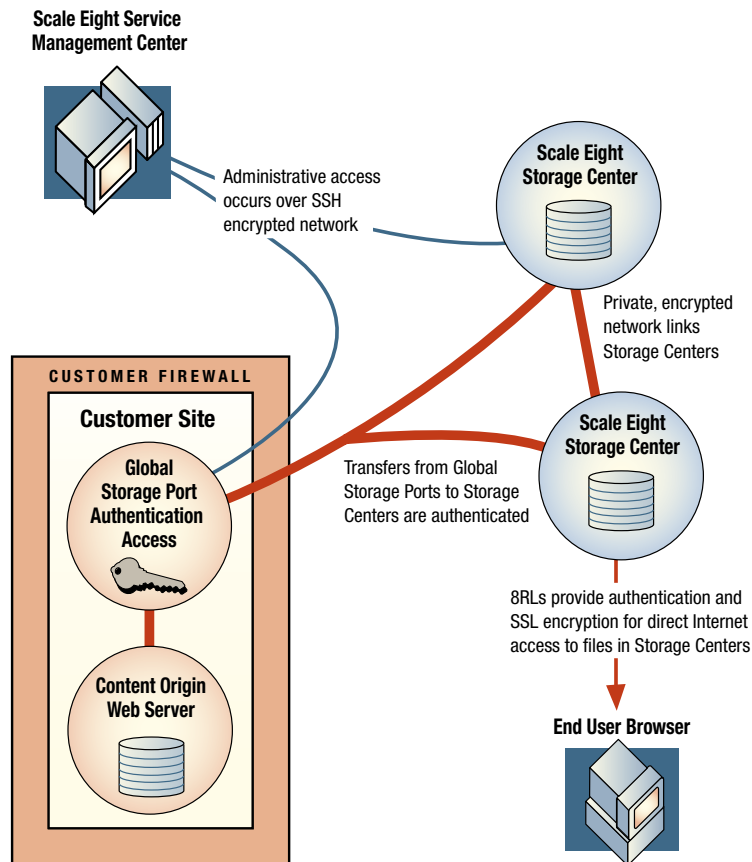 Scale Eight Service
Management Center
Administrative access
occurs over SSH
encrypted network
Scale Eight
Storage Center
Private, encrypted
network links
Storage Centers
CUSTOMER FIREWALL
Customer Site
Global
Storage Port
Authentication
Access
Transfers from Global
Storage Ports to Storage
Centers are authenticated
Scale Eight
Storage Center
8RLs provide authentication and
SSL encryption for direct Internet
access to files in Storage Centers
Content Origin
Web Server
End User Browser